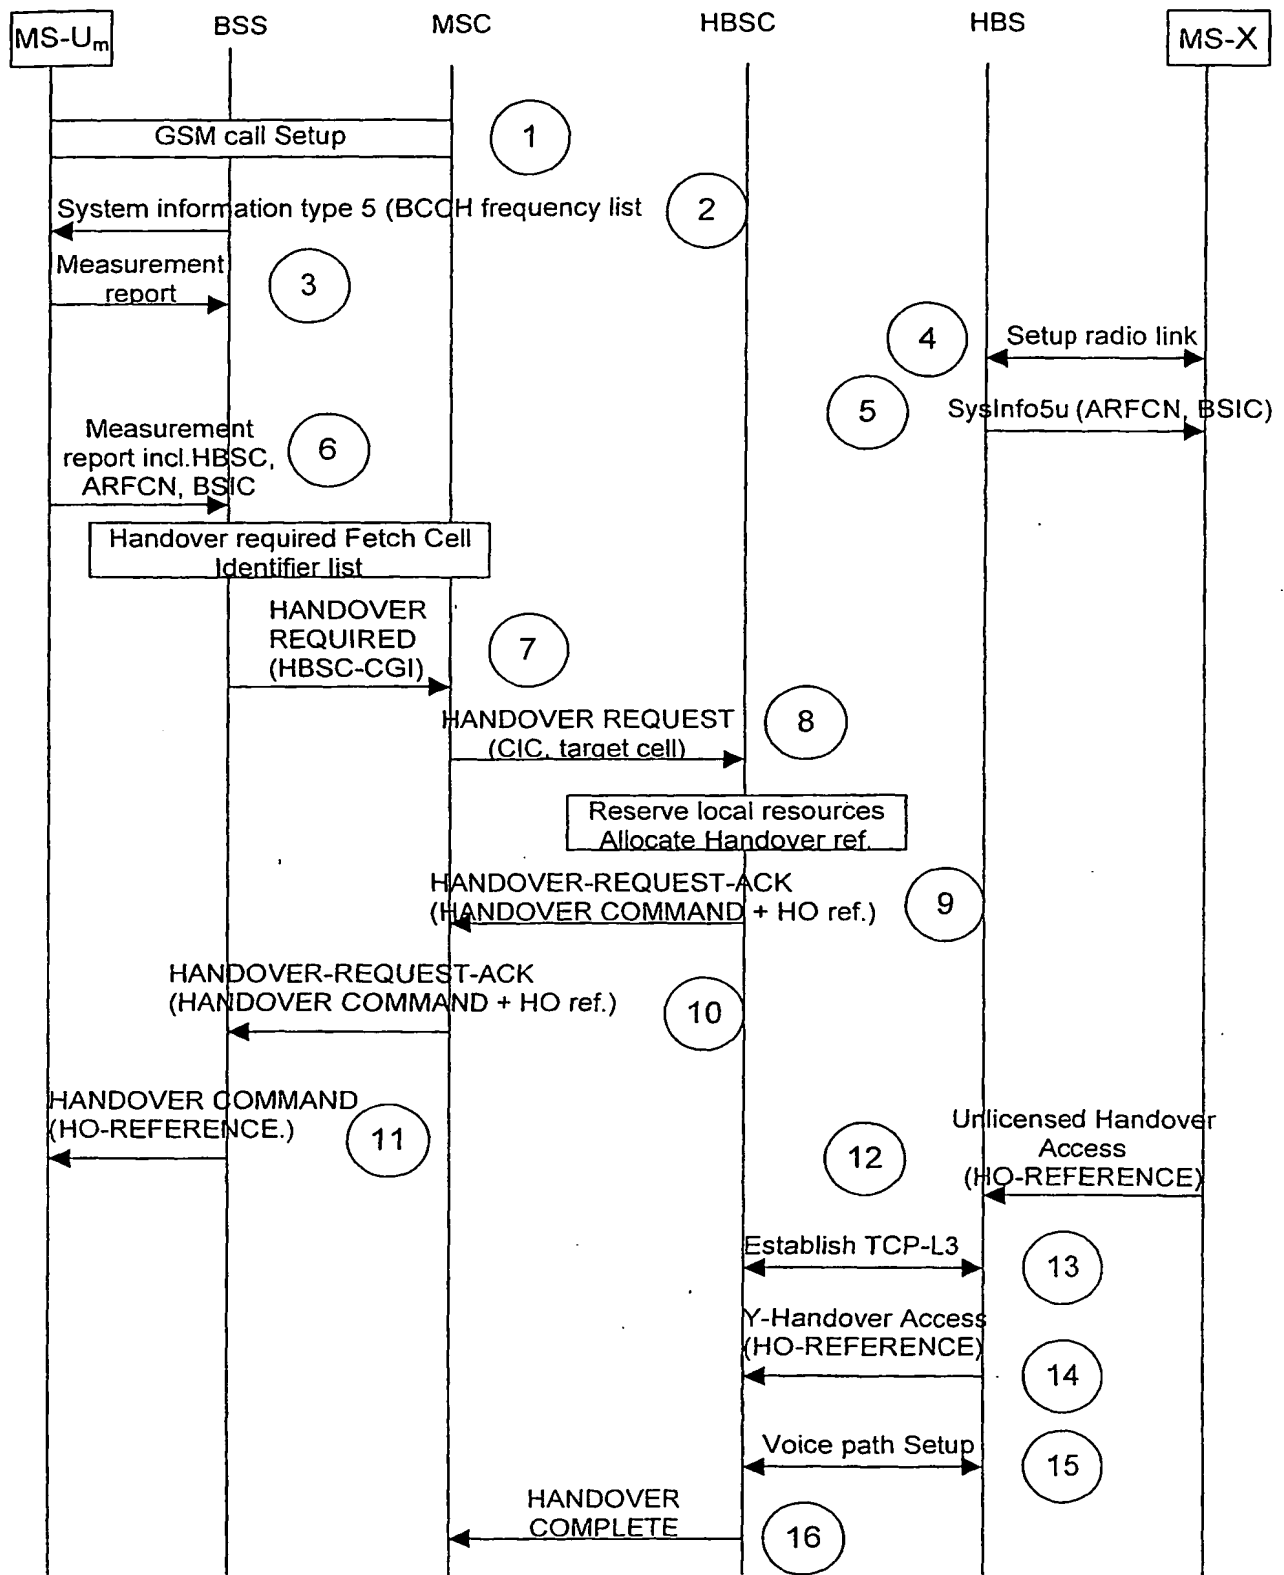 MS-Um
BSS
MSC
HBSC
HBS
MS-X
GSM call Setup
1
System information type 5 (BCCH frequency list
2
Measurement
report
3
4
Setup radio link
5
SysInfo5u (ARFCN, BSIC)
Measurement
report incl.HBSC,
ARFCN, BSIC
6
Handover required Fetch Cell
Identifier list
HANDOVER
REQUIRED
(HBSC-CGI)
7
HANDOVER REQUEST
(CIC, target cell)
8
Reserve local resources
Allocate Handover ref.
HANDOVER-REQUEST-ACK
(HANDOVER COMMAND + HO ref.)
9
HANDOVER-REQUEST-ACK
(HANDOVER COMMAND + HO ref.)
10
HANDOVER COMMAND
(HO-REFERENCE.)
11
12
Unlicensed Handover
Access
(HO-REFERENCE)
Establish TCP-L3
13
Y-Handover Access
(HO-REFERENCE)
14
Voice path Setup
15
HANDOVER
COMPLETE
16